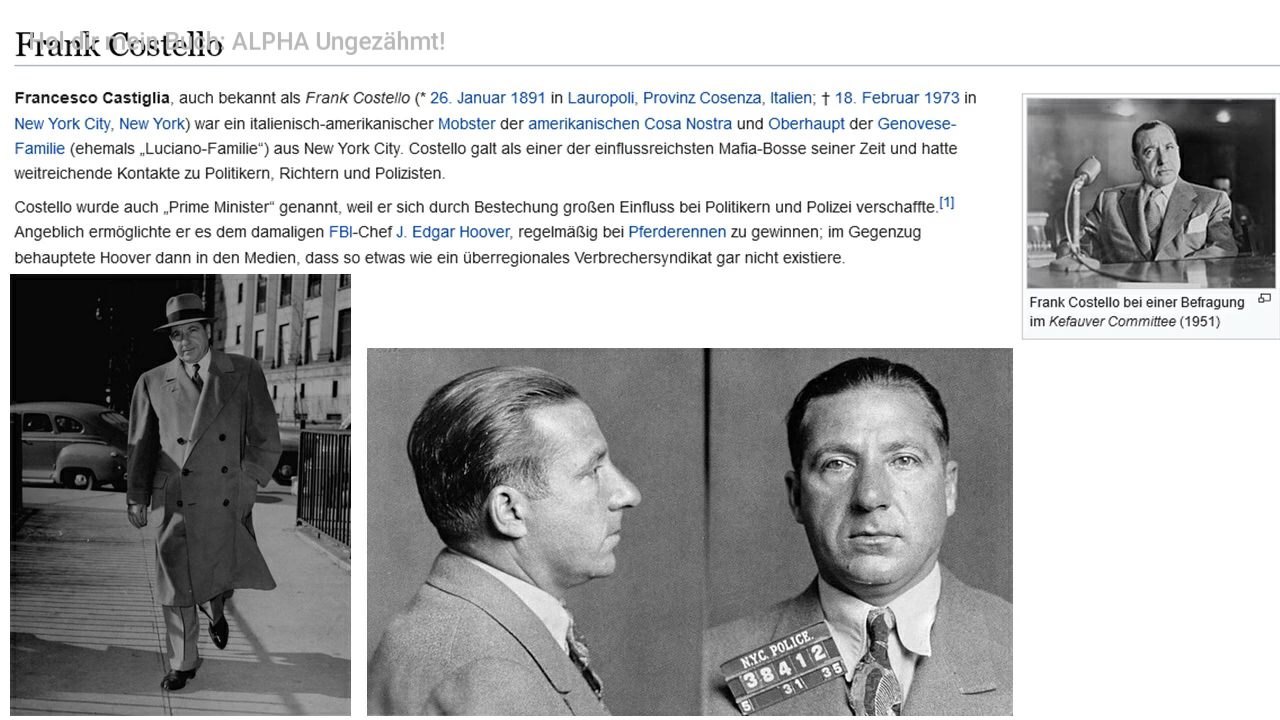 Frank Costello
Hol dir mein Buch: ALPHA Ungezähmt!
Francesco Castiglia, auch bekannt als Frank Costello (* 26. Januar 1891 in Lauropoli, Provinz Cosenza, Italien; † 18. Februar 1973 in
New York City, New York) war ein italienisch-amerikanischer Mobster der amerikanischen Cosa Nostra und Oberhaupt der Genovese-
Familie (ehemals „Luciano-Familie“) aus New York City. Costello galt als einer der einflussreichsten Mafia-Bosse seiner Zeit und hatte
weitreichende Kontakte zu Politikern, Richtern und Polizisten.
Costello wurde auch „Prime Minister“ genannt, weil er sich durch Bestechung großen Einfluss bei Politikern und Polizei verschaffte.[1]
Angeblich ermöglichte er es dem damaligen FBI-Chef J. Edgar Hoover, regelmäßig bei Pferderennen zu gewinnen; im Gegenzug
behauptete Hoover dann in den Medien, dass so etwas wie ein überregionales Verbrechersyndikat gar nicht existiere.
Frank Costello bei einer Befragung
im Kefauver Committee (1951)
N.Y.C. POLICE.
38412
5 31 35